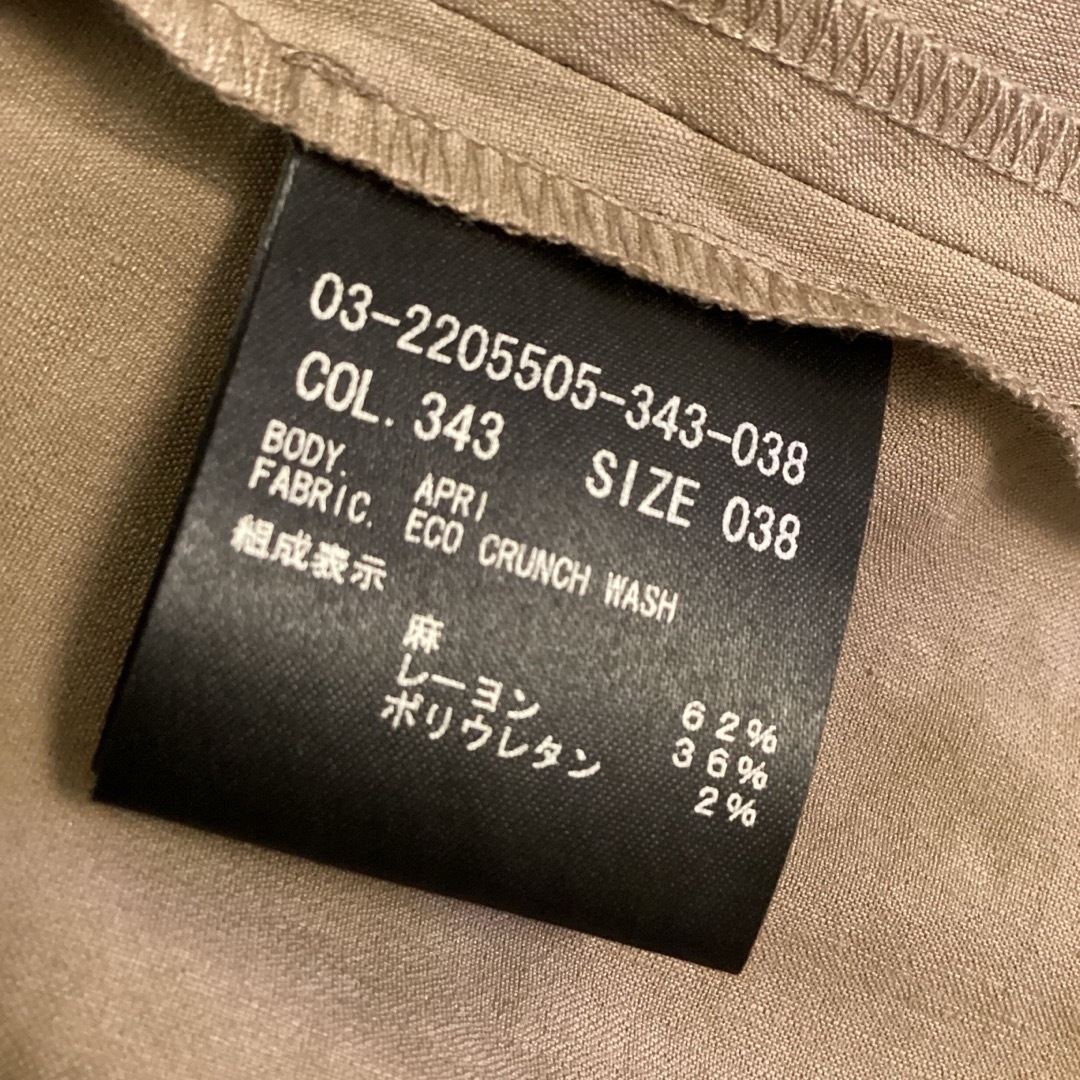 03-2205505-343-038
COL. 343 SIZE 038
BODY. APRI
FABRIC. ECO CRUNCH WASH
組成表示
麻 62%
レーヨン 36%
ポリウレタン 2%